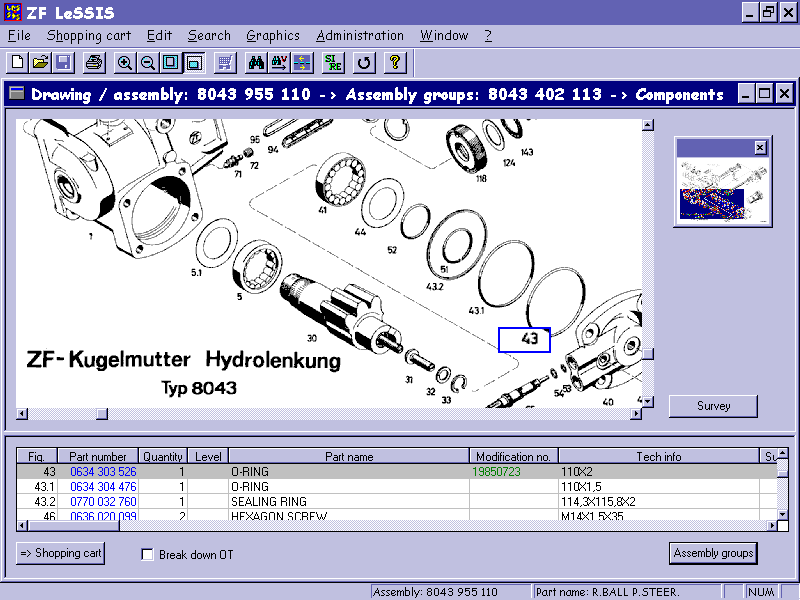 ZF LeSSIS
File Shopping cart Edit Search Graphics Administration Window ?
SI
RE
Drawing / assembly: 8043 955 110 -> Assembly groups: 8043 402 113 -> Components
95
94
143
124
118
71 72
41
44
1
52
5.1
51
43.2
5
43.1
30
43
ZF-Kugelmutter Hydrolenkung
Typ 8043
31
32
33
54
53
40
Survey
Fig. Part number Quantity Level Part name Modification no. Tech info
43 0634 303 526 1 O-RING 19850723 110X2
43.1 0634 304 476 1 O-RING 110X1,5
43.2 0770 032 760 1 SEALING RING 114,3X115,8X2
46 0636 020 099 2 HEXAGON SCREW M14X1,5X35
=> Shopping cart Break down OT Assembly groups
Assembly: 8043 955 110 Part name: R.BALL P.STEER. NUM